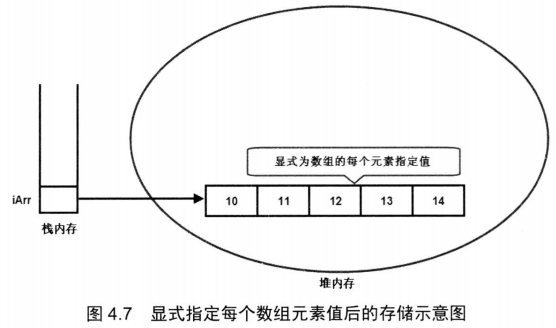 显式为数组的每个元素指定值
iArr
10 11 12 13 14
栈内存
堆内存
图 4.7 显式指定每个数组元素值后的存储示意图